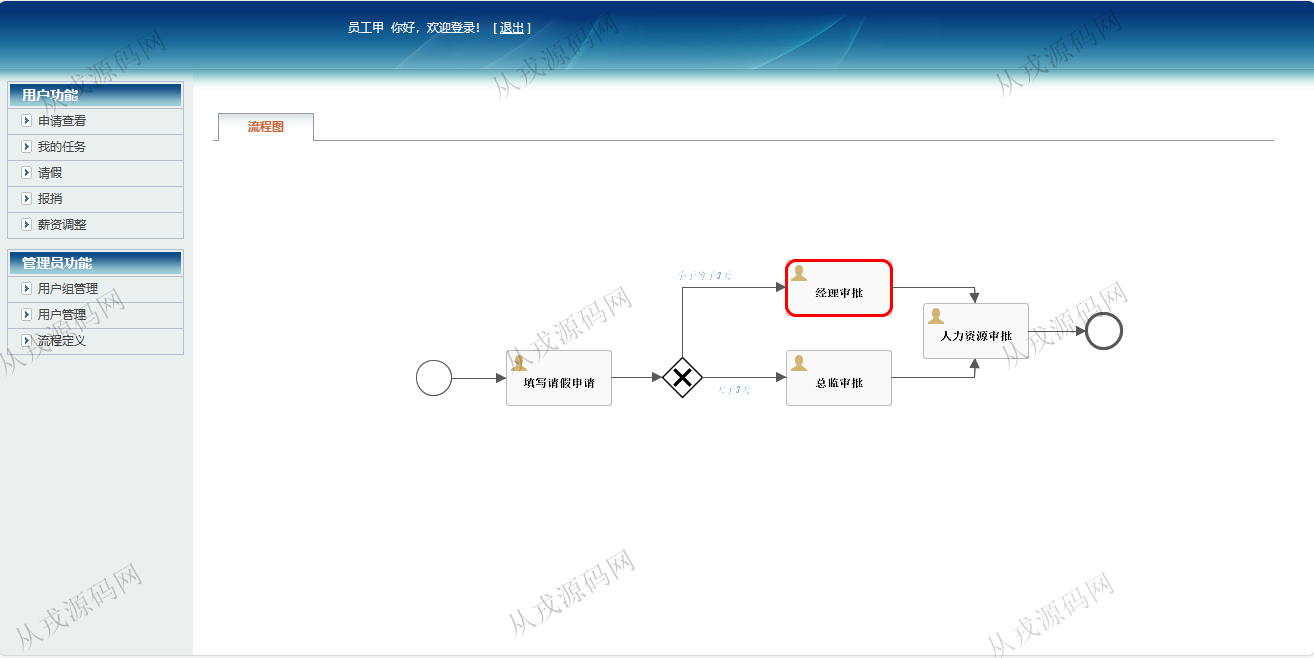 员工甲 你好，欢迎登录！ [ 退出 ]
用户功能
申请查看
我的任务
请假
报销
薪资调整
管理员功能
用户组管理
用户管理
流程定义
流程图
小于等于3天
经理审批
人力资源审批
填写请假申请
总监审批
大于3天
从戎源码网
从戎源码网
从戎源码网
从戎源码网
从戎源码网
从戎源码网
从戎源码网
从戎源码网
从戎源码网